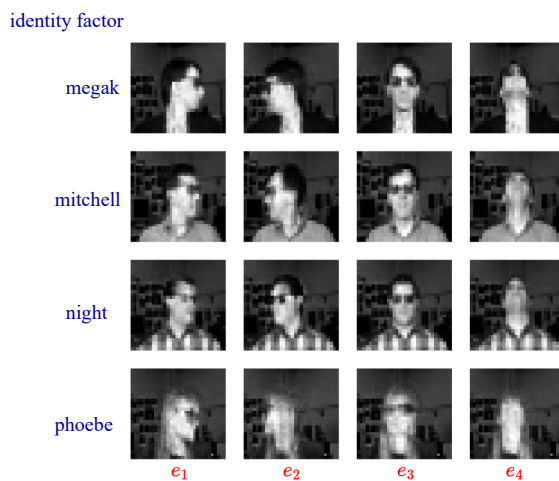 identity factor
megak
mitchell
night
phoebe
e1 e2 e3 e4